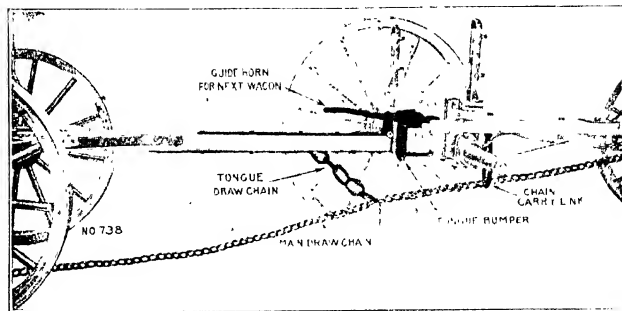 GUIDE HORN
FOR NEXT WAGON
TONGUE
DRAW CHAIN
CHAIN
CARRY LINK
TONGUE BUMPER
NO 738
MAIN DRAW CHAIN